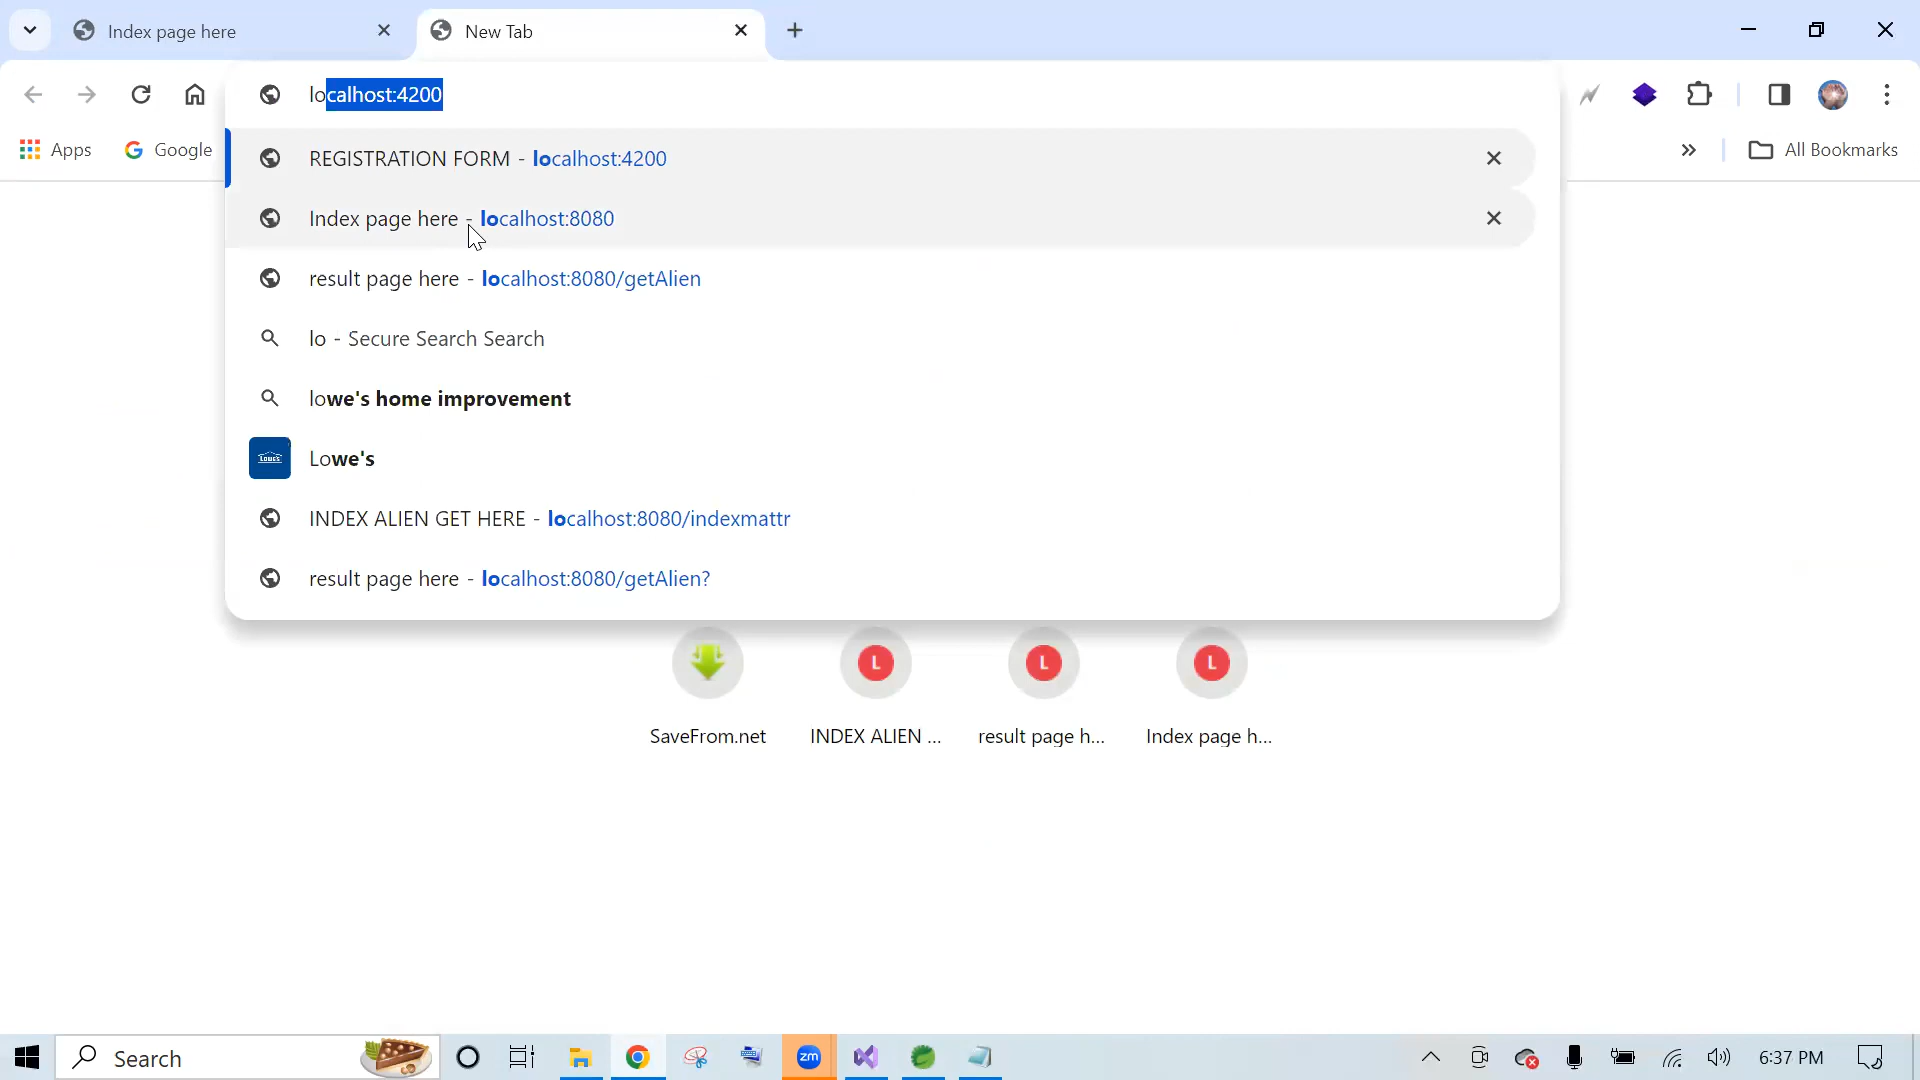 Index page here
New Tab
localhost:4200
Apps
Google
All Bookmarks
REGISTRATION FORM - localhost:4200
Index page here - localhost:8080
result page here - localhost:8080/getAlien
lo - Secure Search Search
lowe's home improvement
LOWE'S
Lowe's
INDEX ALIEN GET HERE - localhost:8080/indexmattr
result page here - localhost:8080/getAlien?
L
L
L
SaveFrom.net
INDEX ALIEN ...
result page h...
Index page h...
Search
zm
6:37 PM